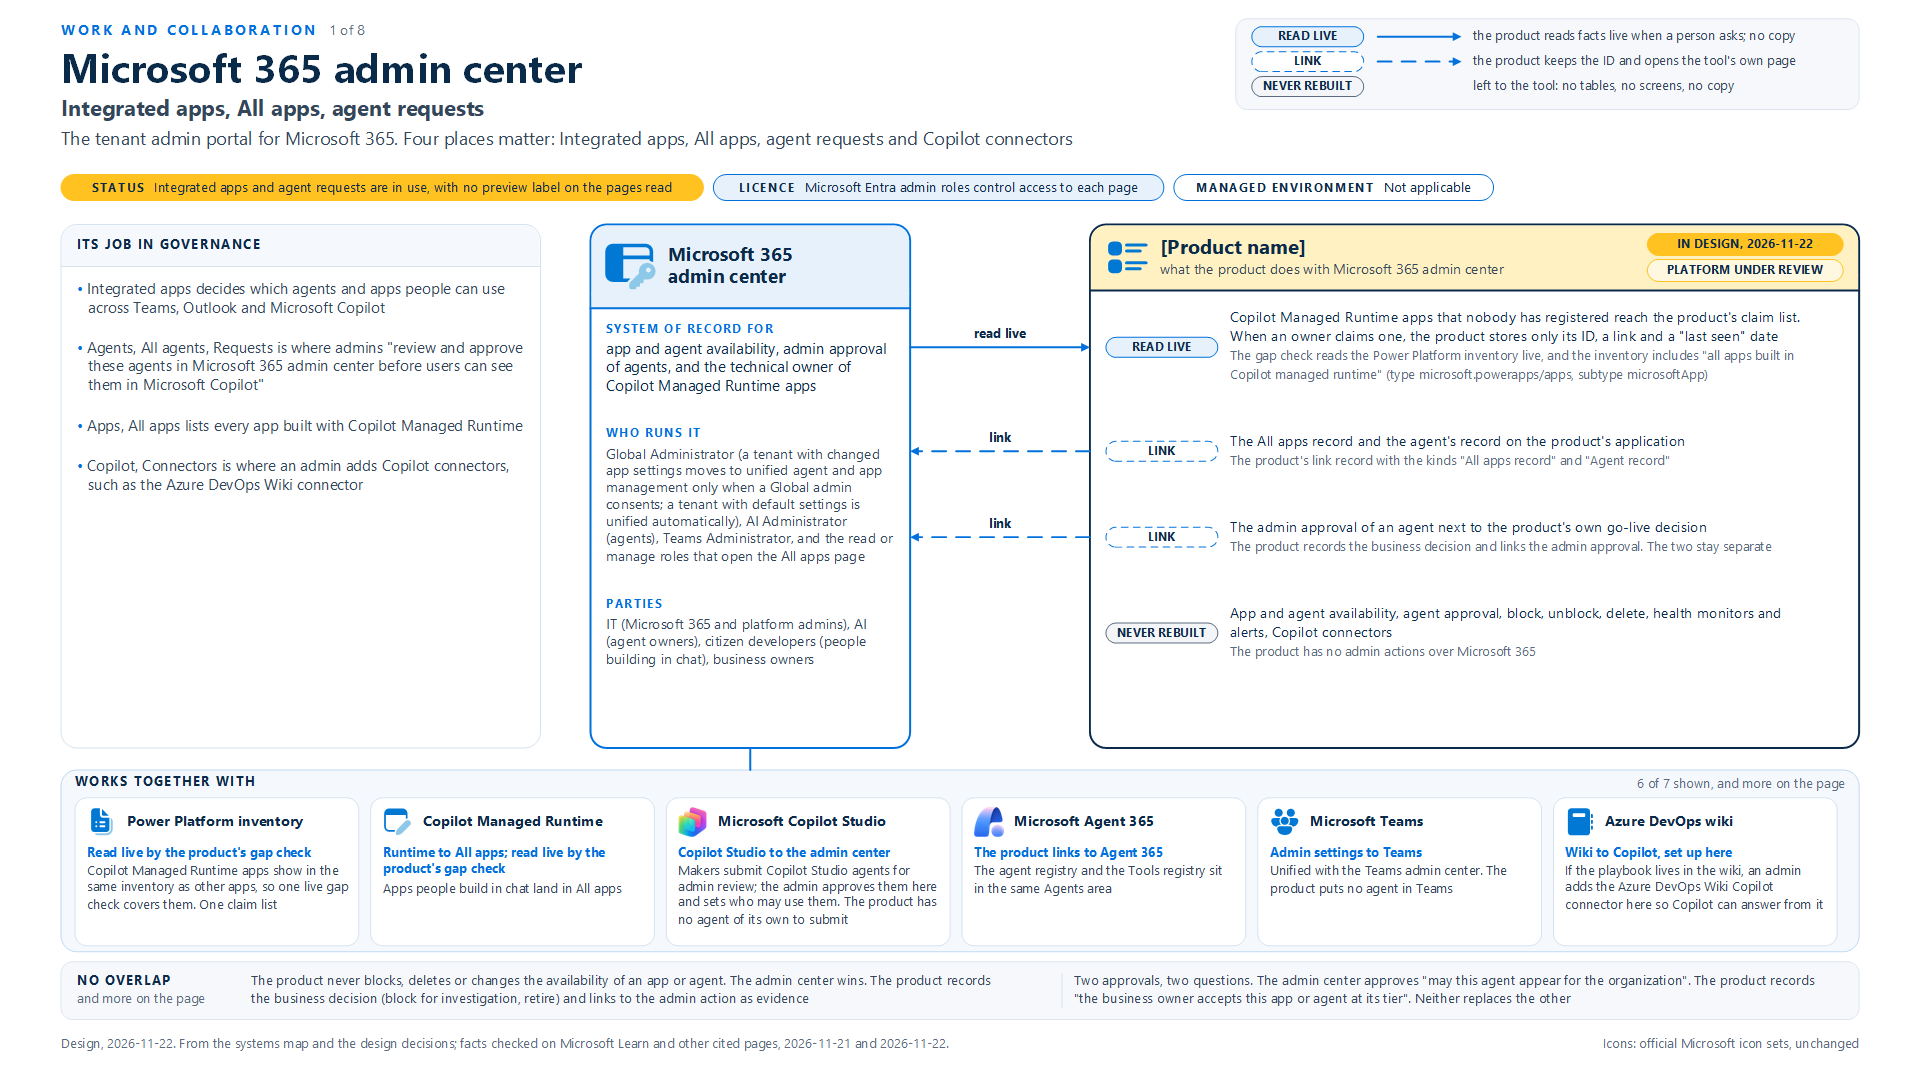 WORK AND COLLABORATION 1 of 8
Microsoft 365 admin center
Integrated apps, All apps, agent requests
The tenant admin portal for Microsoft 365. Four places matter: Integrated apps, All apps, agent requests and Copilot connectors
READ LIVE the product reads facts live when a person asks; no copy
LINK the product keeps the ID and opens the tool's own page
NEVER REBUILT left to the tool: no tables, no screens, no copy
STATUS Integrated apps and agent requests are in use, with no preview label on the pages read
LICENCE Microsoft Entra admin roles control access to each page
MANAGED ENVIRONMENT Not applicable
ITS JOB IN GOVERNANCE
• Integrated apps decides which agents and apps people can use
across Teams, Outlook and Microsoft Copilot
• Agents, All agents, Requests is where admins "review and approve
these agents in Microsoft 365 admin center before users can see
them in Microsoft Copilot"
• Apps, All apps lists every app built with Copilot Managed Runtime
• Copilot, Connectors is where an admin adds Copilot connectors,
such as the Azure DevOps Wiki connector
Microsoft 365
admin center
SYSTEM OF RECORD FOR
app and agent availability, admin approval
of agents, and the technical owner of
Copilot Managed Runtime apps
WHO RUNS IT
Global Administrator (a tenant with changed
app settings moves to unified agent and app
management only when a Global admin
consents; a tenant with default settings is
unified automatically), AI Administrator
(agents), Teams Administrator, and the read or
manage roles that open the All apps page
PARTIES
IT (Microsoft 365 and platform admins), AI
(agent owners), citizen developers (people
building in chat), business owners
read live
link
link
[Product name]
what the product does with Microsoft 365 admin center
IN DESIGN, 2026-11-22
PLATFORM UNDER REVIEW
READ LIVE
Copilot Managed Runtime apps that nobody has registered reach the product's claim list.
When an owner claims one, the product stores only its ID, a link and a "last seen" date
The gap check reads the Power Platform inventory live, and the inventory includes "all apps built in
Copilot managed runtime" (type microsoft.powerapps/apps, subtype microsoftApp)
LINK
The All apps record and the agent's record on the product's application
The product's link record with the kinds "All apps record" and "Agent record"
LINK
The admin approval of an agent next to the product's own go-live decision
The product records the business decision and links the admin approval. The two stay separate
NEVER REBUILT
App and agent availability, agent approval, block, unblock, delete, health monitors and
alerts, Copilot connectors
The product has no admin actions over Microsoft 365
WORKS TOGETHER WITH
6 of 7 shown, and more on the page
Power Platform inventory
Read live by the product's gap check
Copilot Managed Runtime apps show in the
same inventory as other apps, so one live gap
check covers them. One claim list
Copilot Managed Runtime
Runtime to All apps; read live by the
product's gap check
Apps people build in chat land in All apps
Microsoft Copilot Studio
Copilot Studio to the admin center
Makers submit Copilot Studio agents for
admin review; the admin approves them here
and sets who may use them. The product has
no agent of its own to submit
Microsoft Agent 365
The product links to Agent 365
The agent registry and the Tools registry sit
in the same Agents area
Microsoft Teams
Admin settings to Teams
Unified with the Teams admin center. The
product puts no agent in Teams
Azure DevOps wiki
Wiki to Copilot, set up here
If the playbook lives in the wiki, an admin
adds the Azure DevOps Wiki Copilot
connector here so Copilot can answer from it
NO OVERLAP
and more on the page
The product never blocks, deletes or changes the availability of an app or agent. The admin center wins. The product records
the business decision (block for investigation, retire) and links to the admin action as evidence
Two approvals, two questions. The admin center approves "may this agent appear for the organization". The product records
"the business owner accepts this app or agent at its tier". Neither replaces the other
Design, 2026-11-22. From the systems map and the design decisions; facts checked on Microsoft Learn and other cited pages, 2026-11-21 and 2026-11-22.
Icons: official Microsoft icon sets, unchanged